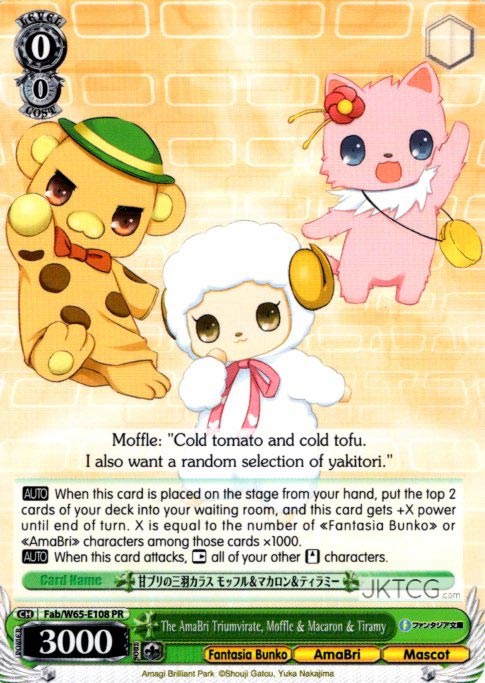 LEVEL
0
0
COST
Moffle: "Cold tomato and cold tofu.
I also want a random selection of yakitori."
AUTO When this card is placed on the stage from your hand, put the top 2
cards of your deck into your waiting room, and this card gets +X power
until end of turn. X is equal to the number of «Fantasia Bunko» or
«AmaBri» characters among those cards ×1000.
AUTO When this card attacks, all of your other characters.
Card Name 甘ブリの三羽カラス モッフル&マカロン&ティラミー
JKTCG.com
CH Fab/W65-E108 PR
The AmaBri Triumvirate, Moffle & Macaron & Tiramy
ファンタジア文庫
POWER 3000 SOUL
Fantasia Bunko AmaBri Mascot
Amagi Brilliant Park ©Shouji Gatou, Yuka Nakajima